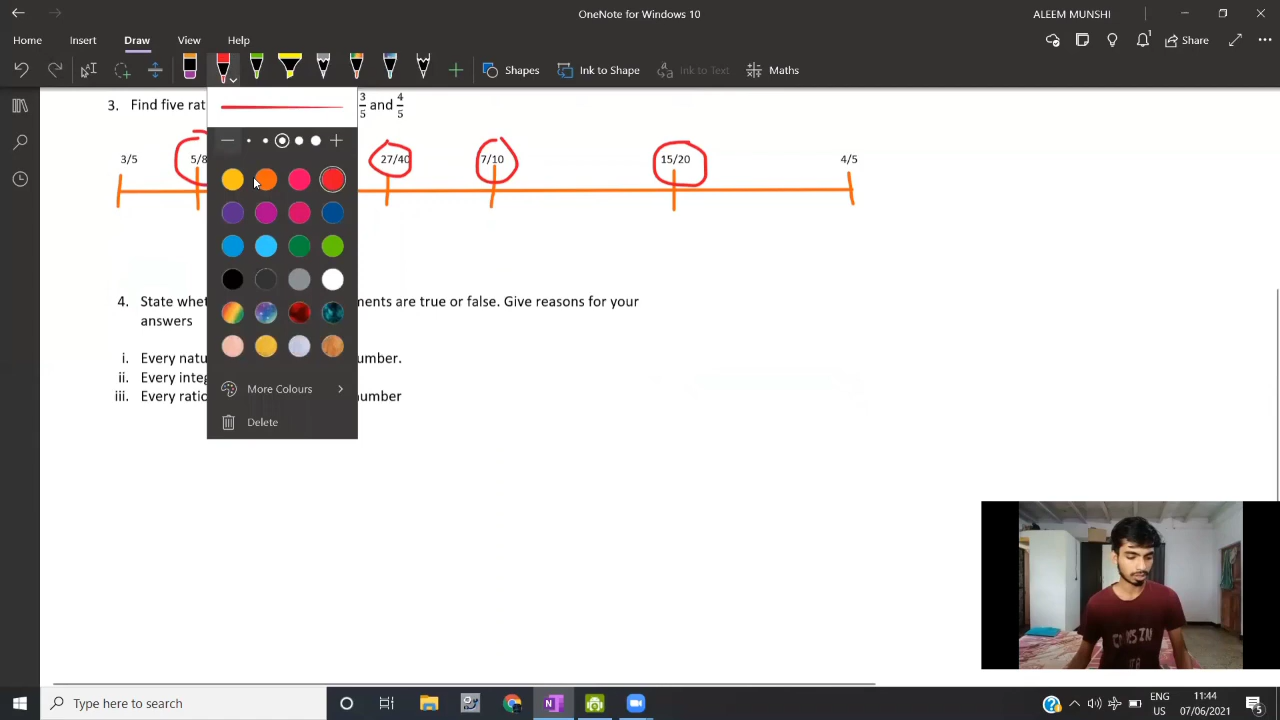 OneNote for Windows 10
ALEEM MUNSHI
Home Insert Draw View Help
Share
Shapes Ink to Shape Ink to Text Maths
3. Find five rat 3/5 and 4/5
3/5 5/8 27/40 7/10 15/20 4/5
4. State whet ments are true or false. Give reasons for your
answers
i. Every natu umber.
ii. Every integ
iii. Every ratio number
More Colours
Delete
Type here to search
ENG
US
11:44
07/06/2021
5